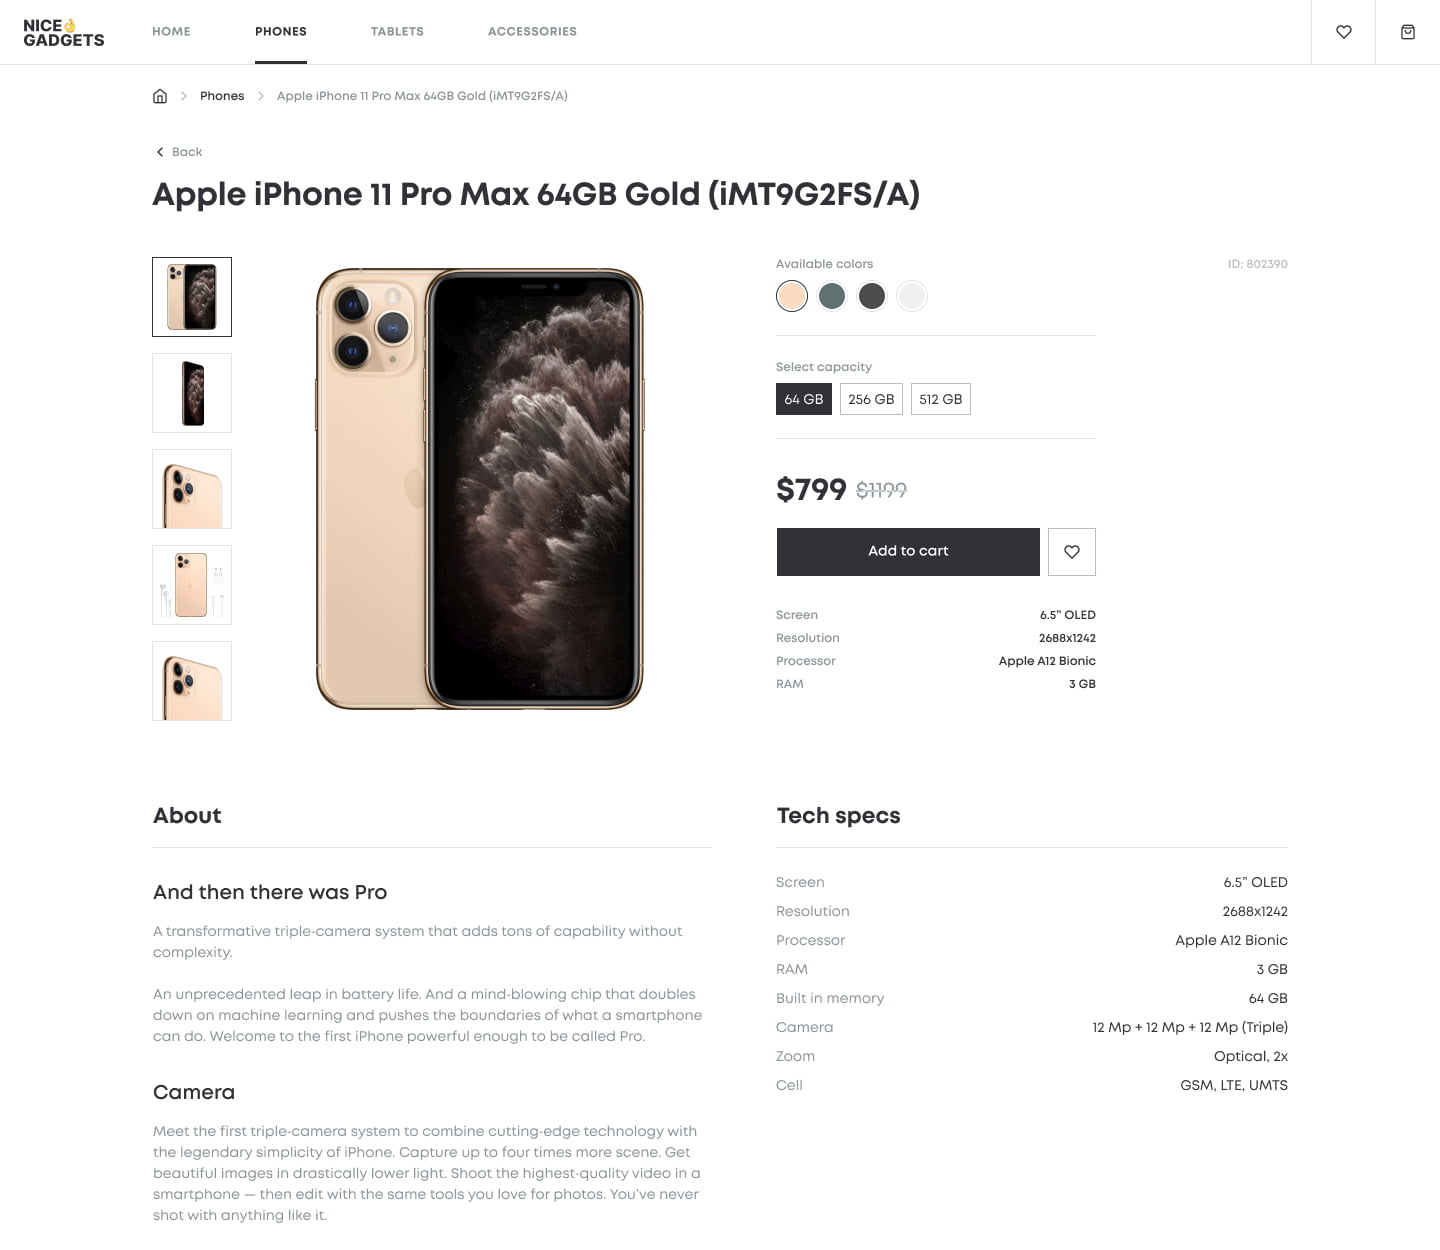 NICE👌
GADGETS
HOME
PHONES
TABLETS
ACCESSORIES
Phones
Apple iPhone 11 Pro Max 64GB Gold (iMT9G2FS/A)
Back
Apple iPhone 11 Pro Max 64GB Gold (iMT9G2FS/A)
Available colors
ID: 802390
Select capacity
64 GB
256 GB
512 GB
$799 $1199
Add to cart
Screen 6.5” OLED
Resolution 2688x1242
Processor Apple A12 Bionic
RAM 3 GB
About
And then there was Pro
A transformative triple-camera system that adds tons of capability without
complexity.
An unprecedented leap in battery life. And a mind-blowing chip that doubles
down on machine learning and pushes the boundaries of what a smartphone
can do. Welcome to the first iPhone powerful enough to be called Pro.
Camera
Meet the first triple-camera system to combine cutting-edge technology with
the legendary simplicity of iPhone. Capture up to four times more scene. Get
beautiful images in drastically lower light. Shoot the highest-quality video in a
smartphone — then edit with the same tools you love for photos. You’ve never
shot with anything like it.
Tech specs
Screen 6.5” OLED
Resolution 2688x1242
Processor Apple A12 Bionic
RAM 3 GB
Built in memory 64 GB
Camera 12 Mp + 12 Mp + 12 Mp (Triple)
Zoom Optical, 2x
Cell GSM, LTE, UMTS